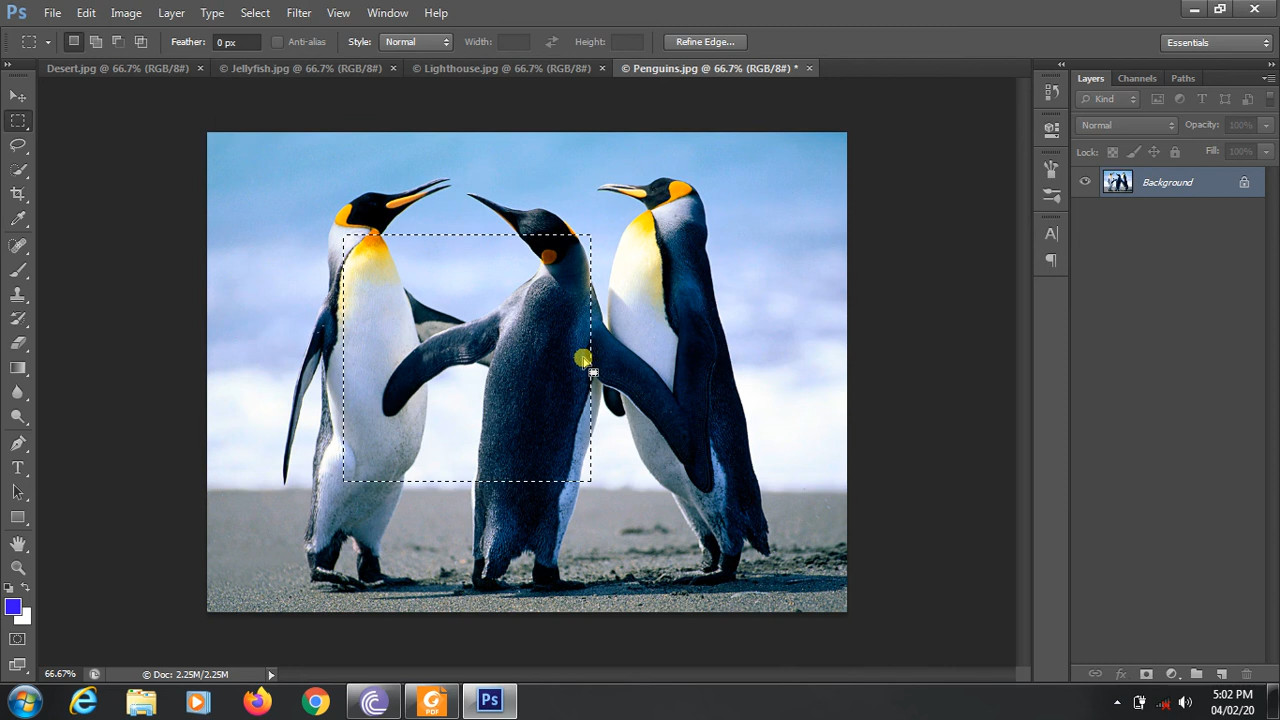 Ps File Edit Image Layer Type Select Filter View Window Help
Feather: 0 px Anti-alias Style: Normal Width: Height: Refine Edge... Essentials
Desert.jpg @ 66.7% (RGB/8#) × © Jellyfish.jpg @ 66.7% (RGB/8#) × © Lighthouse.jpg @ 66.7% (RGB/8#) × © Penguins.jpg @ 66.7% (RGB/8#) * ×
Layers Channels Paths
Kind
Normal Opacity: 100%
Lock: Fill: 100%
Background
66.67% © Doc: 2.25M/2.25M
PDF Ps
5:02 PM
04/02/20